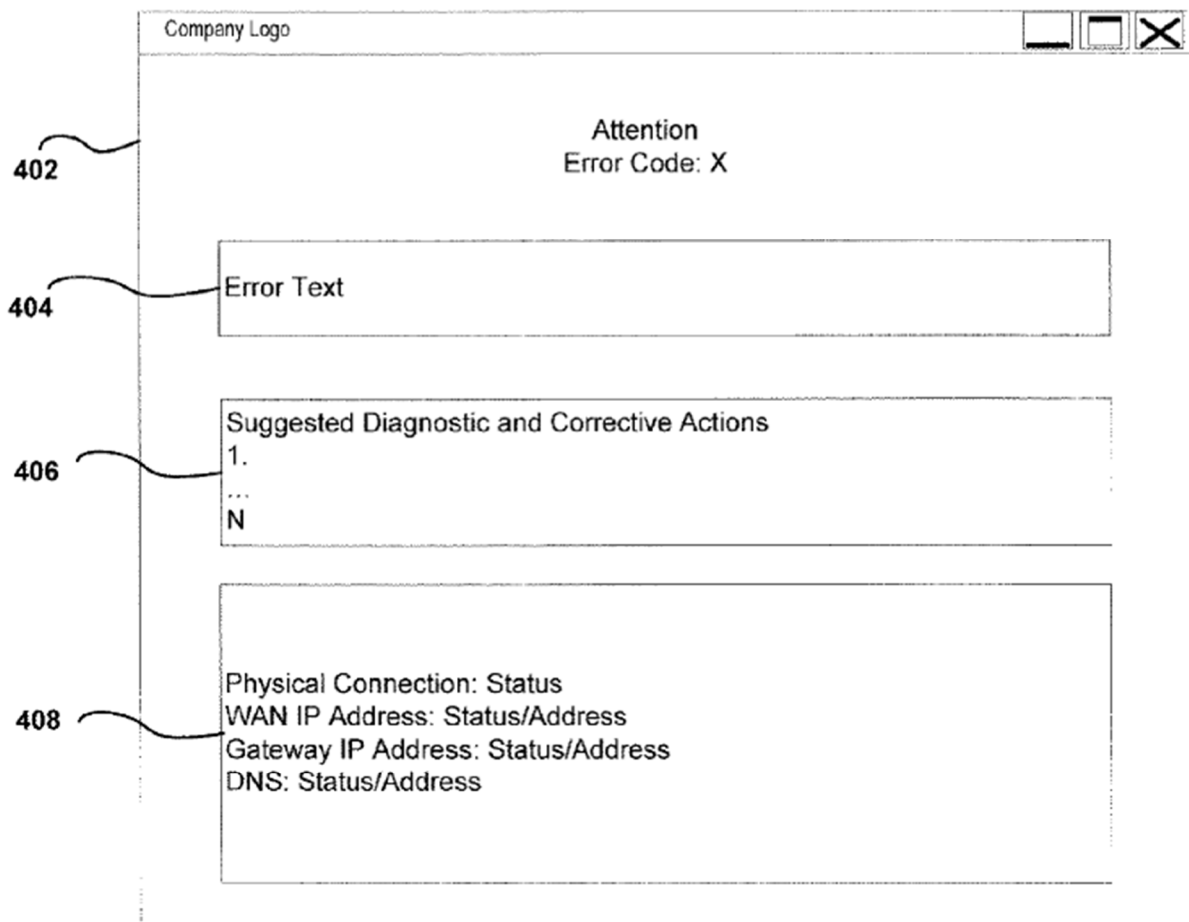 Company Logo
Attention
402
Error Code: X
404
Error Text
Suggested Diagnostic and Corrective Actions
406
1.
...
N
Physical Connection: Status
408
WAN IP Address: Status/Address
Gateway IP Address: Status/Address
DNS: Status/Address